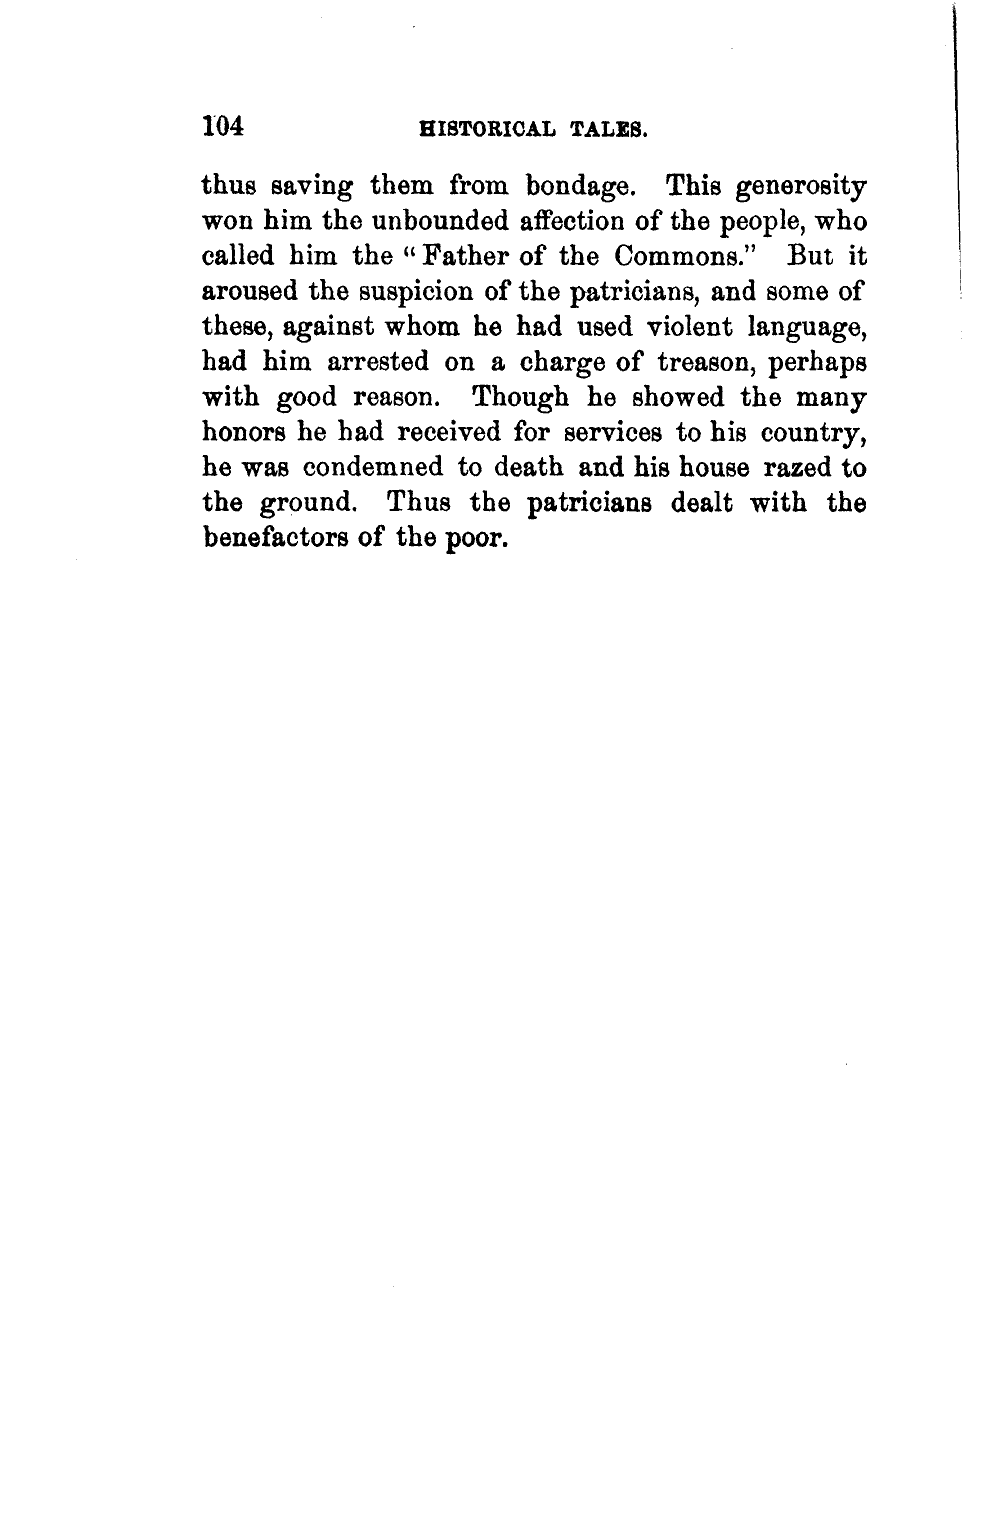 104 HISTORICAL TALES.
thus saving them from bondage. This generosity
won him the unbounded affection of the people, who
called him the “Father of the Commons.” But it
aroused the suspicion of the patricians, and some of
these, against whom he had used violent language,
had him arrested on a charge of treason, perhaps
with good reason. Though he showed the many
honors he had received for services to his country,
he was condemned to death and his house razed to
the ground. Thus the patricians dealt with the
benefactors of the poor.